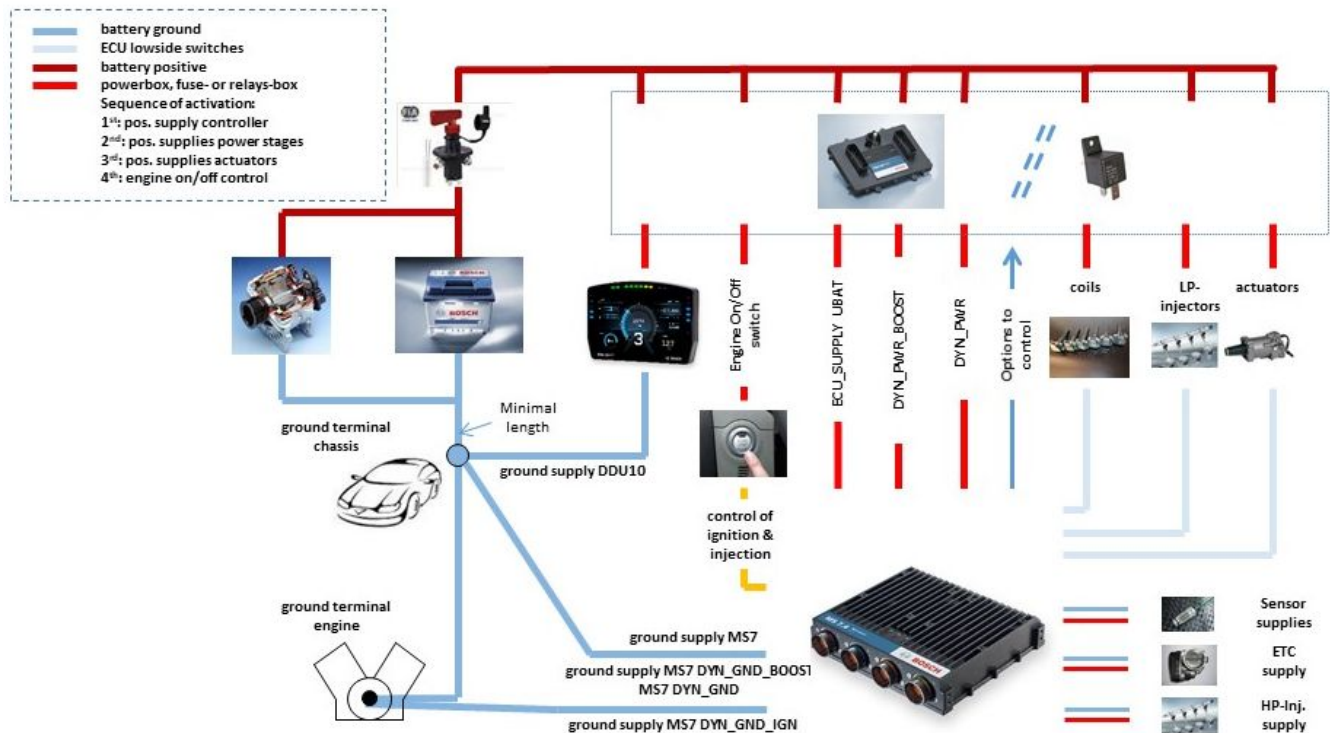 battery ground
ECU lowside switches
battery positive
powerbox, fuse- or relays-box
Sequence of activation:
1st: pos. supply controller
2nd: pos. supplies power stages
3rd: pos. supplies actuators
4th: engine on/off control
FIA
BOSCH
3
Engine On/Off
switch
ECU_SUPPLY UBAT
DYN_PWR_BOOST
DYN_PWR
Options to
control
coils
LP-
injectors
actuators
Minimal
length
ground terminal
chassis
ground supply DDU10
control of
ignition &
injection
ground terminal
engine
ground supply MS7
ground supply MS7 DYN_GND_BOOST
MS7 DYN_GND
ground supply MS7 DYN_GND_IGN
BOSCH
Sensor
supplies
ETC
supply
HP-Inj.
supply